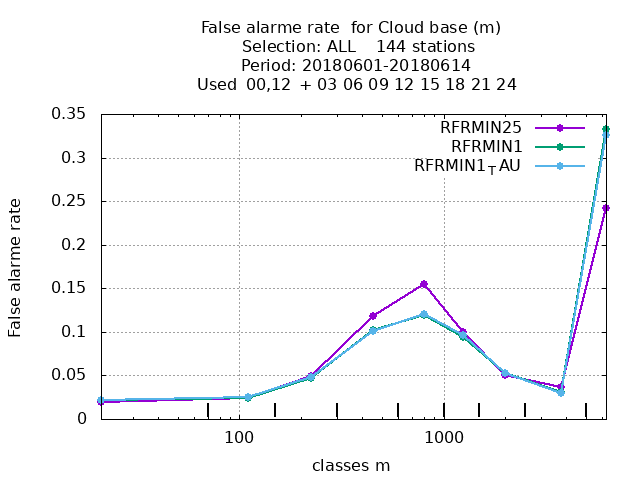 False alarme rate  for Cloud base (m)
Selection: ALL    144 stations
Period: 20180601-20180614
Used  00,12  + 03 06 09 12 15 18 21 24
RFRMIN25
RFRMIN1
RFRMIN1TAU
False alarme rate
0.35
0.3
0.25
0.2
0.15
0.1
0.05
0
100
1000
classes m